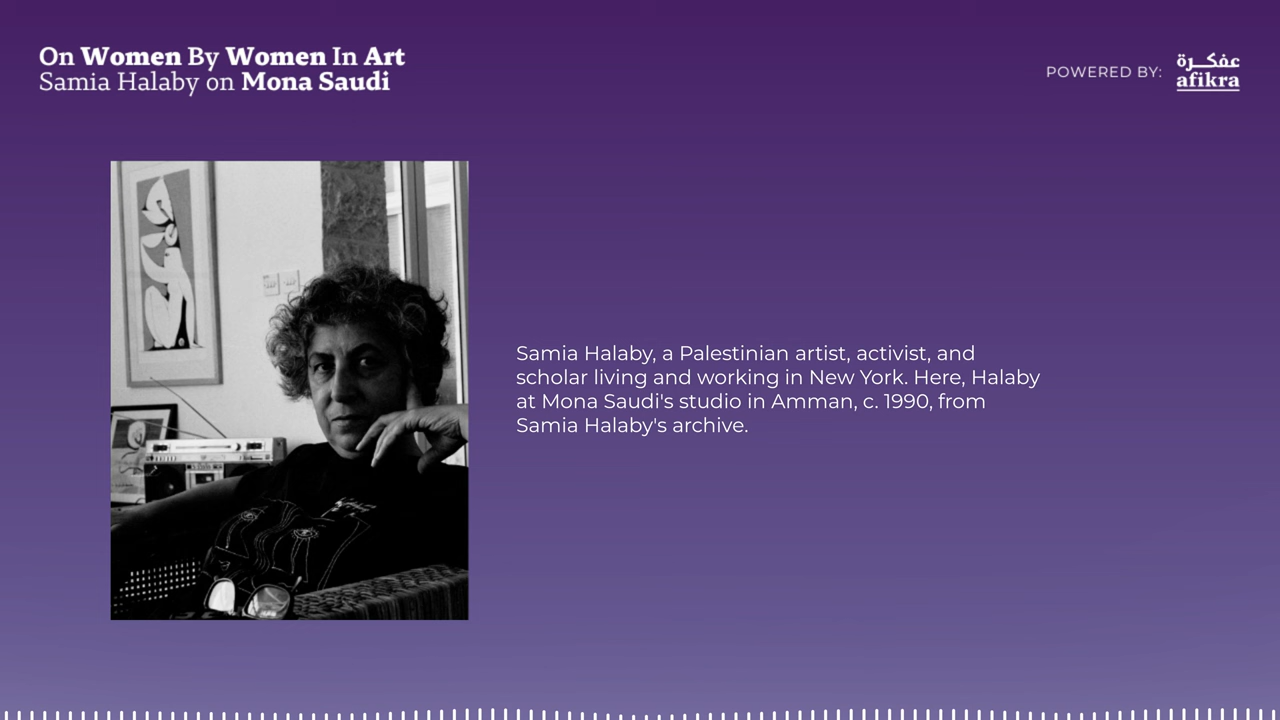 On Women By Women In Art
Samia Halaby on Mona Saudi
POWERED BY:
عفكرة
afikra
Samia Halaby, a Palestinian artist, activist, and
scholar living and working in New York. Here, Halaby
at Mona Saudi's studio in Amman, c. 1990, from
Samia Halaby's archive.